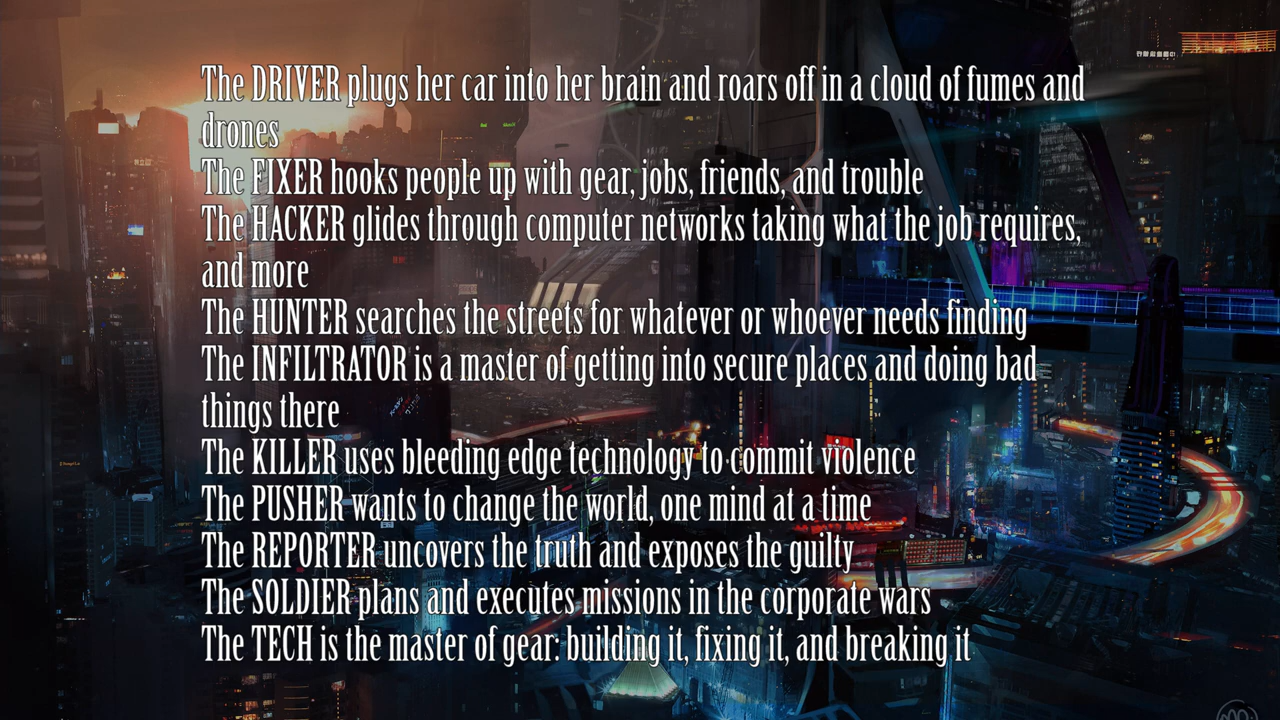 The DRIVER plugs her car into her brain and roars off in a cloud of fumes and
drones
The FIXER hooks people up with gear, jobs, friends, and trouble
The HACKER glides through computer networks taking what the job requires,
and more
The HUNTER searches the streets for whatever or whoever needs finding
The INFILTRATOR is a master of getting into secure places and doing bad
things there
The KILLER uses bleeding edge technology to commit violence
The PUSHER wants to change the world, one mind at a time
The REPORTER uncovers the truth and exposes the guilty
The SOLDIER plans and executes missions in the corporate wars
The TECH is the master of gear: building it, fixing it, and breaking it